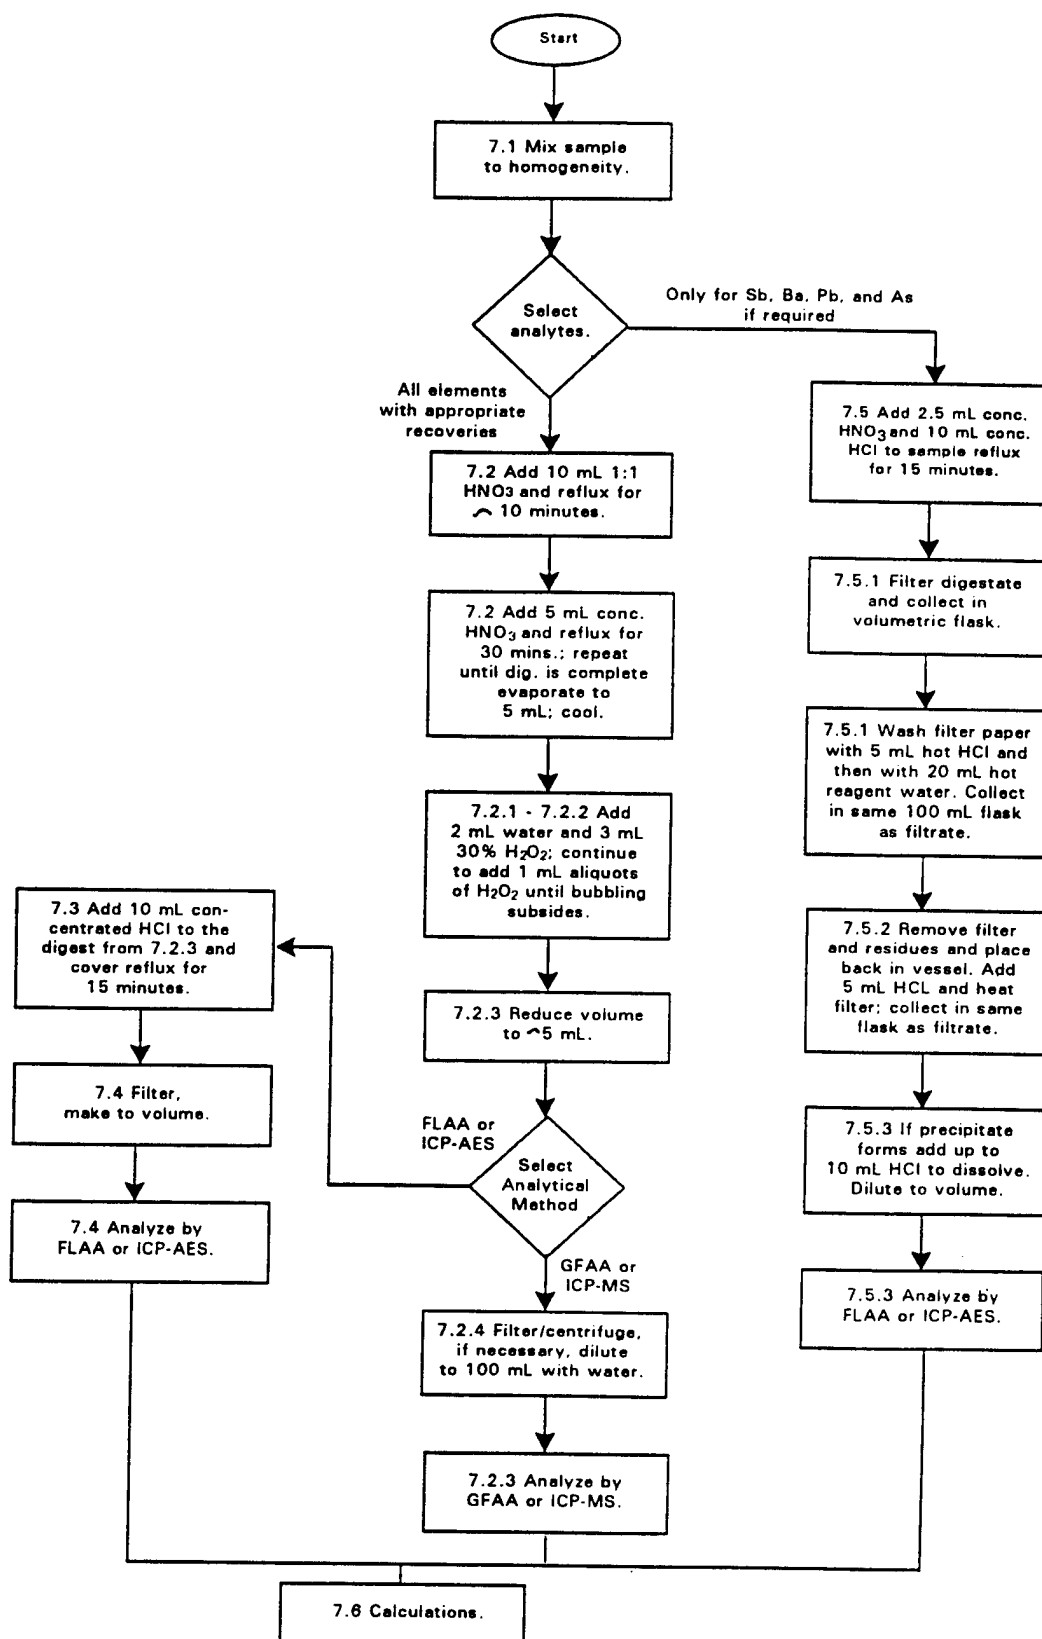 Start
7.1 Mix sample
to homogeneity.
Select
analytes.
Only for Sb, Ba, Pb, and As
if required
All elements
with appropriate
recoveries
7.2 Add 10 mL 1:1
HNO3 and reflux for
~ 10 minutes.
7.2 Add 5 mL conc.
HNO₃ and reflux for
30 mins.; repeat
until dig. is complete
evaporate to
5 mL; cool.
7.2.1 - 7.2.2 Add
2 mL water and 3 mL
30% H₂O₂; continue
to add 1 mL aliquots
of H₂O₂ until bubbling
subsides.
7.2.3 Reduce volume
to ~5 mL.
Select
Analytical
Method
FLAA or
ICP-AES
7.3 Add 10 mL con-
centrated HCl to the
digest from 7.2.3 and
cover reflux for
15 minutes.
7.4 Filter,
make to volume.
7.4 Analyze by
FLAA or ICP-AES.
GFAA or
ICP-MS
7.2.4 Filter/centrifuge,
if necessary, dilute
to 100 mL with water.
7.2.3 Analyze by
GFAA or ICP-MS.
7.5 Add 2.5 mL conc.
HNO₃ and 10 mL conc.
HCl to sample reflux
for 15 minutes.
7.5.1 Filter digestate
and collect in
volumetric flask.
7.5.1 Wash filter paper
with 5 mL hot HCl and
then with 20 mL hot
reagent water. Collect
in same 100 mL flask
as filtrate.
7.5.2 Remove filter
and residues and place
back in vessel. Add
5 mL HCL and heat
filter; collect in same
flask as filtrate.
7.5.3 If precipitate
forms add up to
10 mL HCl to dissolve.
Dilute to volume.
7.5.3 Analyze by
FLAA or ICP-AES.
7.6 Calculations.